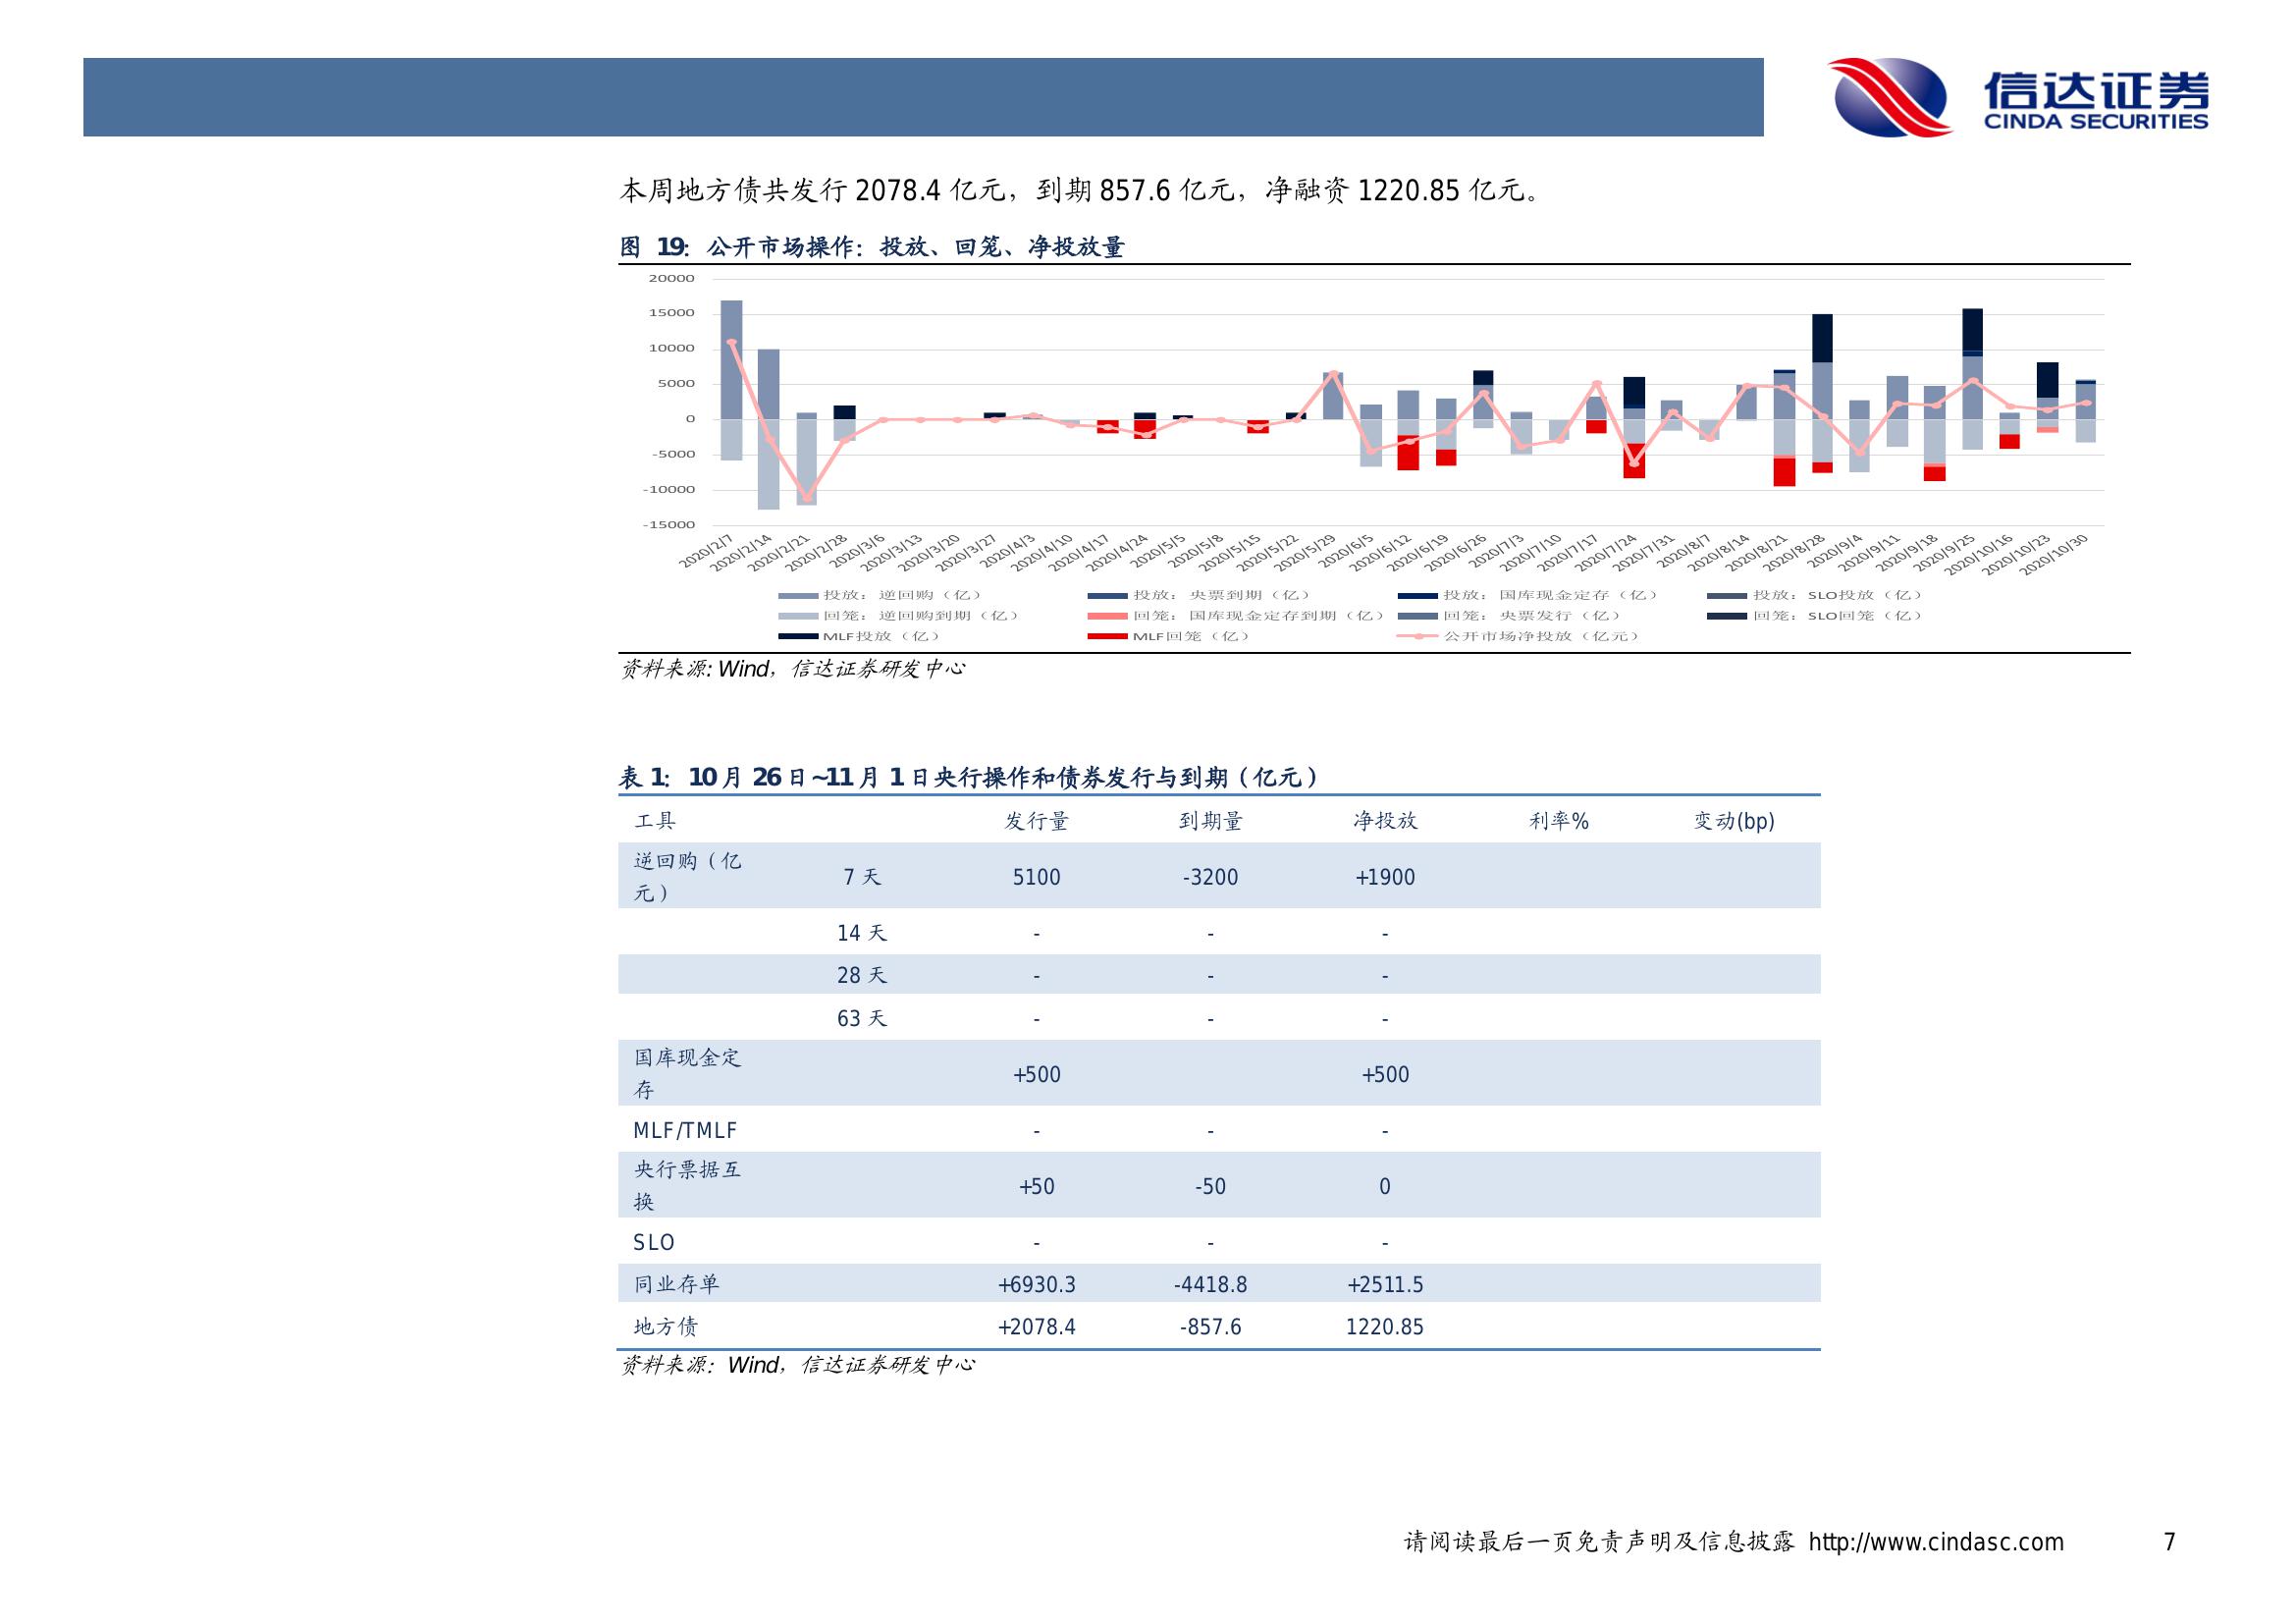 信达证券
CINDA SECURITIES
本周地方债共发行 2078.4 亿元，到期 857.6 亿元，净融资 1220.85 亿元。
图 19：公开市场操作：投放、回笼、净投放量
20000
15000
10000
5000
0
-5000
-10000
-15000
2020/2/7 2020/2/14 2020/2/21 2020/2/28 2020/3/6 2020/3/13 2020/3/20 2020/3/27 2020/4/3 2020/4/10 2020/4/17 2020/4/24 2020/5/5 2020/5/8 2020/5/15 2020/5/22 2020/5/29 2020/6/5 2020/6/12 2020/6/19 2020/6/26 2020/7/3 2020/7/10 2020/7/17 2020/7/24 2020/7/31 2020/8/7 2020/8/14 2020/8/21 2020/8/28 2020/9/4 2020/9/11 2020/9/18 2020/9/25 2020/10/16 2020/10/23 2020/10/30
投放：逆回购（亿） 投放：央票到期（亿） 投放：国库现金定存（亿） 投放：SLO投放（亿）
回笼：逆回购到期（亿） 回笼：国库现金定存到期（亿） 回笼：央票发行（亿） 回笼：SLO回笼（亿）
MLF投放（亿） MLF回笼（亿） 公开市场净投放（亿元）
资料来源: Wind，信达证券研发中心
表 1：10 月 26 日~11 月 1 日央行操作和债券发行与到期（亿元）
工具 发行量 到期量 净投放 利率% 变动(bp)
逆回购（亿
元） 7 天 5100 -3200 +1900
14 天 - - -
28 天 - - -
63 天 - - -
国库现金定
存 +500 +500
MLF/TMLF - - -
央行票据互
换 +50 -50 0
SLO - - -
同业存单 +6930.3 -4418.8 +2511.5
地方债 +2078.4 -857.6 1220.85
资料来源：Wind，信达证券研发中心
请阅读最后一页免责声明及信息披露 http://www.cindasc.com 7